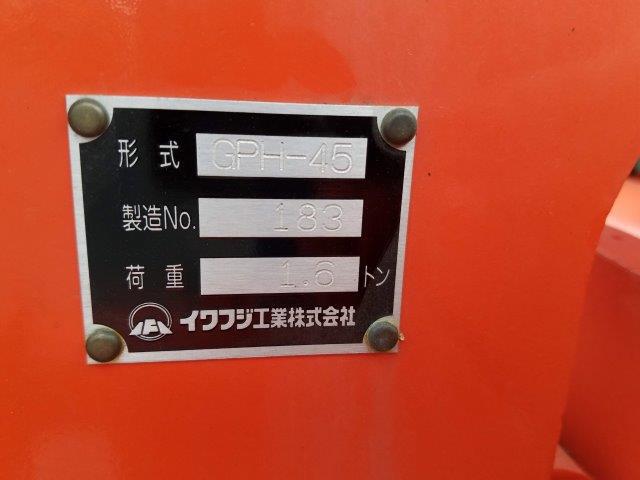 形式 GPH-45
製造No. 183
荷重 1.6 トン
イワフジ工業株式会社